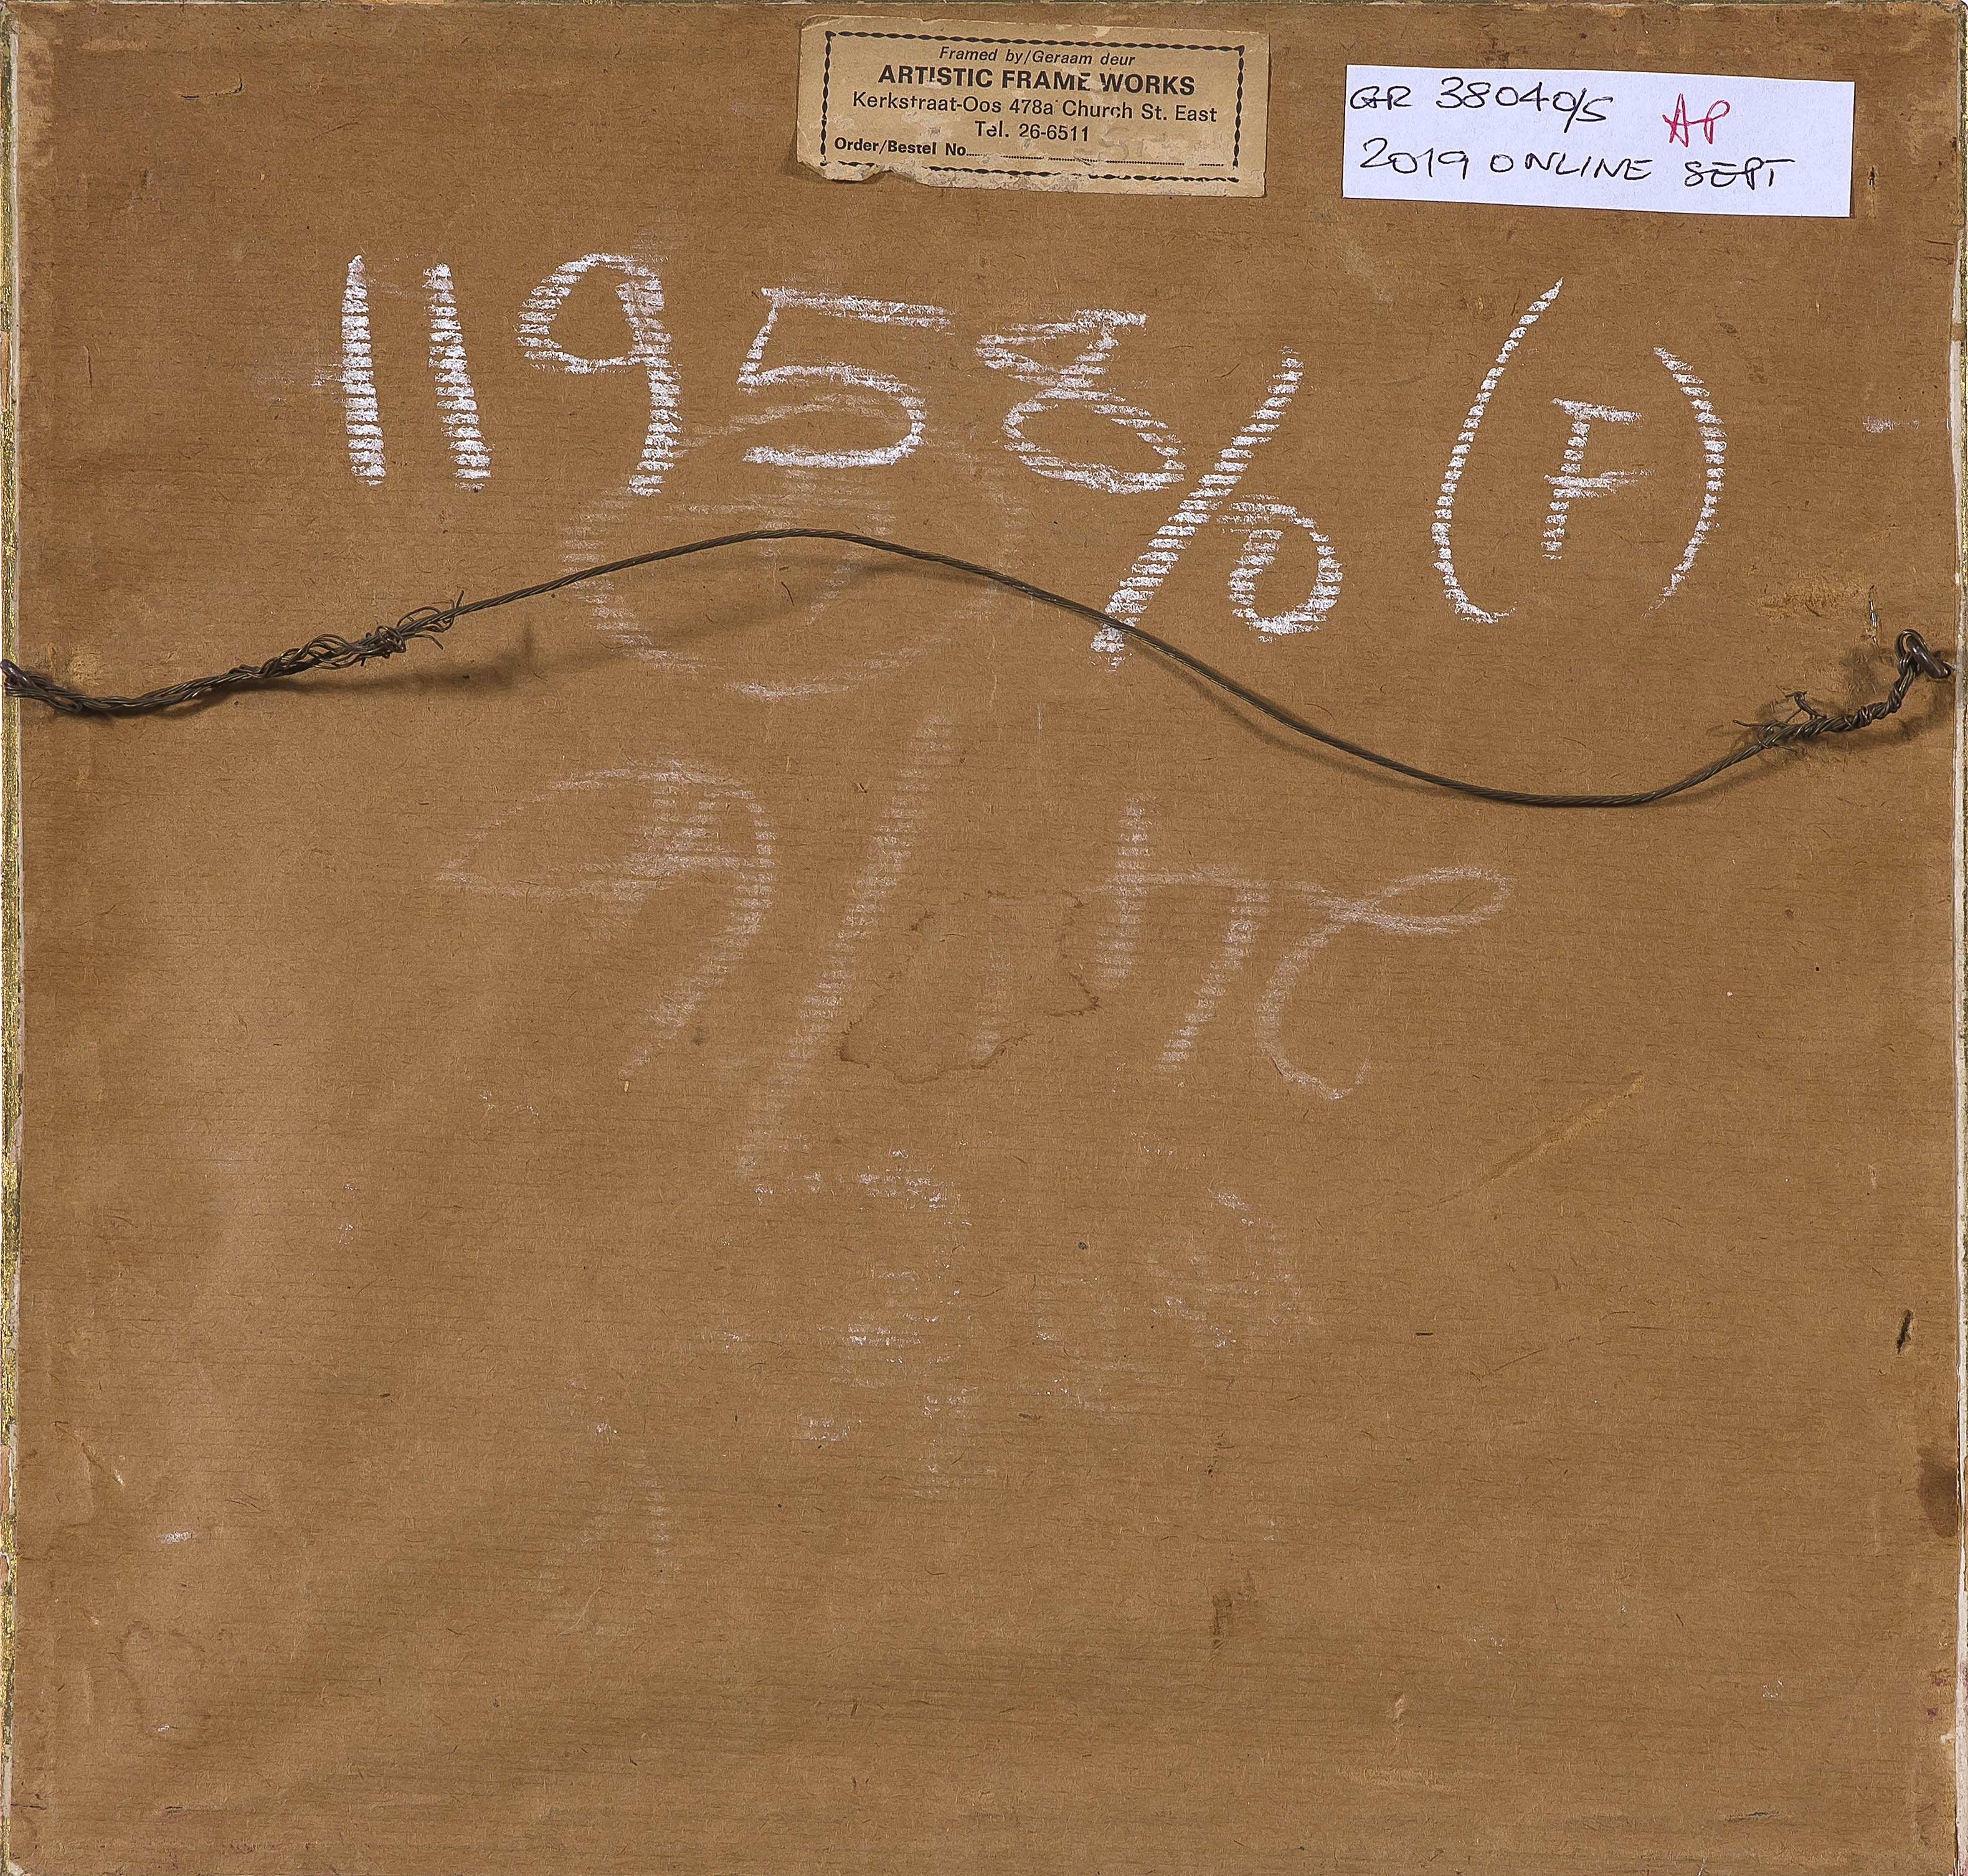 Framed by/Geraam deur
ARTISTIC FRAME WORKS
Kerkstraat-Oos 478a Church St. East
Tel. 26-6511
Order/Bestel No.
GR 38040/5 AP
2019 ONLINE SEPT
11958/ (F)